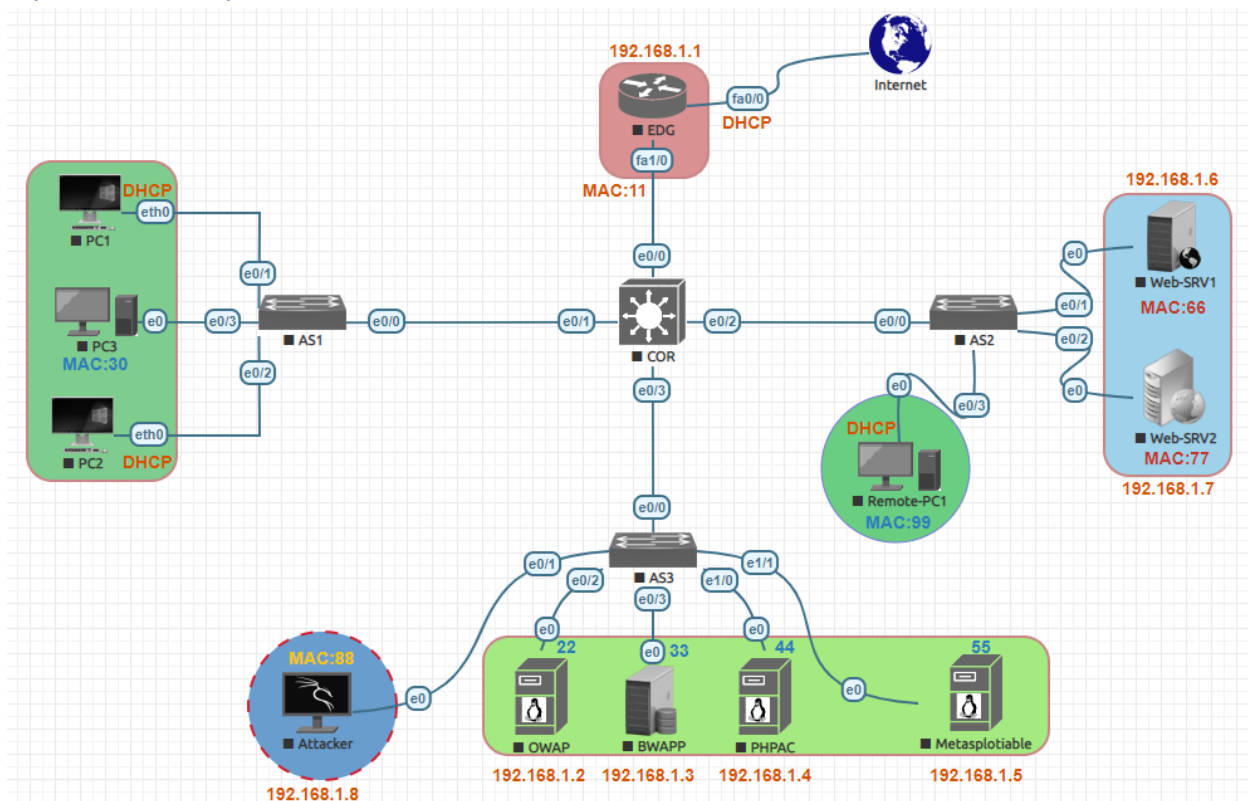 192.168.1.1
Internet
fa0/0
DHCP
EDG
fa1/0
MAC:11
e0/0
DHCP
eth0
PC1
e0/1
e0
PC3
MAC:30
e0/3
AS1
e0/0
e0/2
eth0
PC2
DHCP
e0/1
COR
e0/2
e0/3
e0/0
AS2
e0/1
e0/2
e0/3
192.168.1.6
e0
Web-SRV1
MAC:66
e0
Web-SRV2
MAC:77
192.168.1.7
e0
DHCP
Remote-PC1
MAC:99
e0/0
AS3
e0/1
e0/2
e0/3
e1/0
e1/1
MAC:88
e0
Attacker
192.168.1.8
e0
22
OWAP
192.168.1.2
e0
33
BWAPP
192.168.1.3
e0
44
PHPAC
192.168.1.4
e0
55
Metasplotiable
192.168.1.5